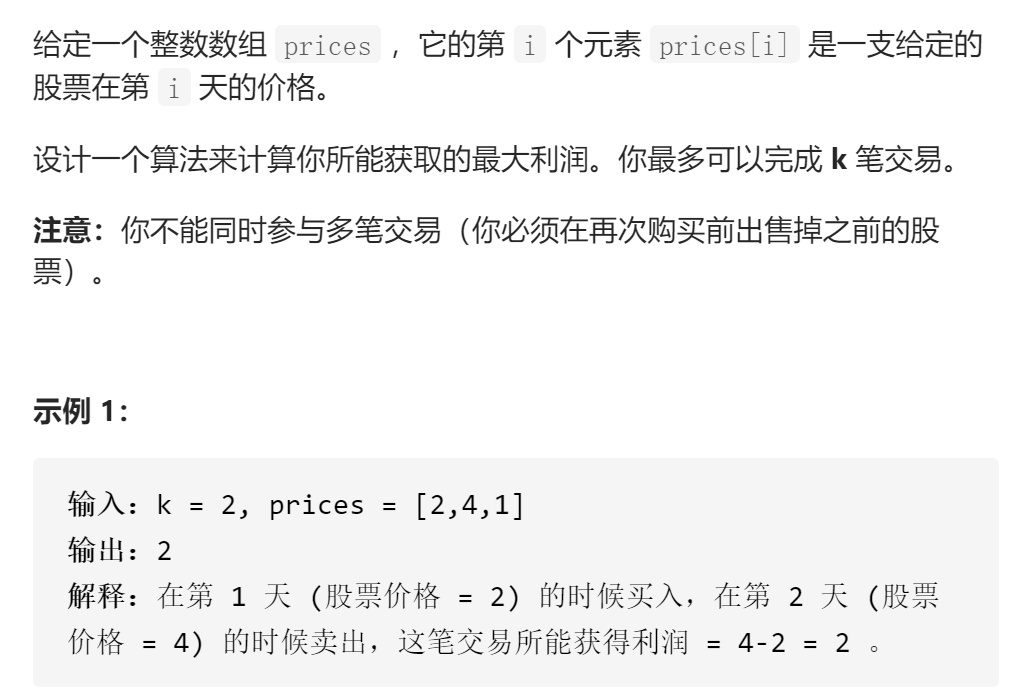 给定一个整数数组 prices ，它的第 i 个元素 prices[i] 是一支给定的
股票在第 i 天的价格。
设计一个算法来计算你所能获取的最大利润。你最多可以完成 k 笔交易。
注意：你不能同时参与多笔交易（你必须在再次购买前出售掉之前的股
票）。
示例 1：
输入：k = 2, prices = [2,4,1]
输出：2
解释：在第 1 天 (股票价格 = 2) 的时候买入，在第 2 天 (股票
价格 = 4) 的时候卖出，这笔交易所能获得利润 = 4-2 = 2 。